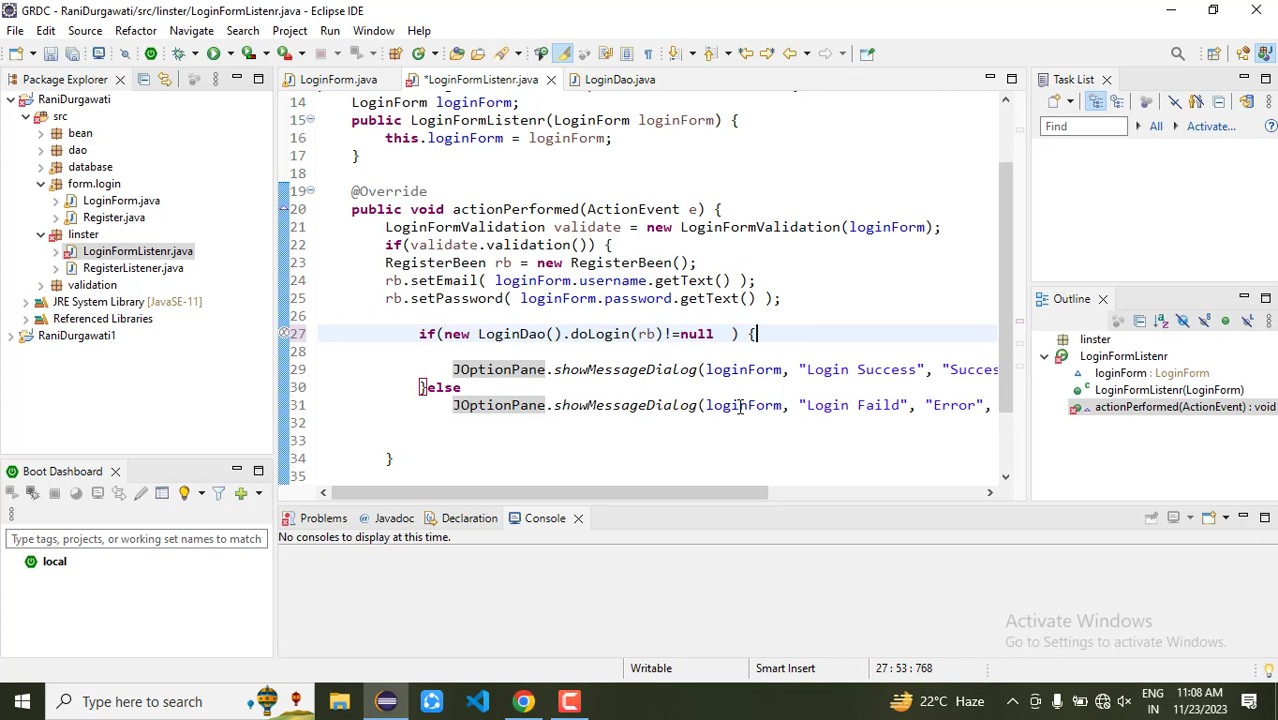 GRDC - RaniDurgawati/src/linster/LoginFormListenr.java - Eclipse IDE
File Edit Source Refactor Navigate Search Project Run Window Help
Package Explorer
RaniDurgawati
src
bean
dao
database
form.login
LoginForm.java
Register.java
linster
LoginFormListenr.java
RegisterListener.java
validation
JRE System Library [JavaSE-11]
Referenced Libraries
RaniDurgawati1
Boot Dashboard
Type tags, projects, or working set names to match
local
LoginForm.java *LoginFormListenr.java LoginDao.java
14 LoginForm loginForm;
15 public LoginFormListenr(LoginForm loginForm) {
16 this.loginForm = loginForm;
17 }
18
19 @Override
20 public void actionPerformed(ActionEvent e) {
21 LoginFormValidation validate = new LoginFormValidation(loginForm);
22 if(validate.validation()) {
23 RegisterBeen rb = new RegisterBeen();
24 rb.setEmail( loginForm.username.getText() );
25 rb.setPassword( loginForm.password.getText() );
26
27 if(new LoginDao().doLogin(rb)!=null ) {
28
29 JOptionPane.showMessageDialog(loginForm, "Login Success", "Succes
30 }else
31 JOptionPane.showMessageDialog(loginForm, "Login Faild", "Error",
32
33
34 }
35
Problems Javadoc Declaration Console
No consoles to display at this time.
Task List
Find All Activate...
Outline
linster
LoginFormListenr
loginForm : LoginForm
LoginFormListenr(LoginForm)
actionPerformed(ActionEvent) : void
Activate Windows
Go to Settings to activate Windows.
Writable Smart Insert 27 : 53 : 768
Type here to search
22°C Haze
ENG
IN
11:08 AM
11/23/2023